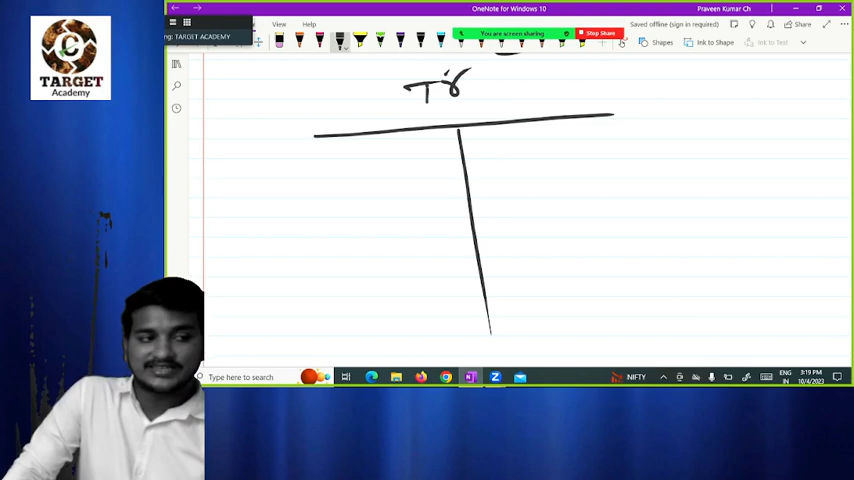 OneNote for Windows 10
Praveen Kumar Ch
ng: TARGET ACADEMY
View
Help
You are screen sharing
Stop Share
Saved offline (sign in required)
Share
Shapes
Ink to Shape
Ink to Text
TARGET
Academy
Type here to search
NIFTY
ENG
IN
3:19 PM
10/4/2023